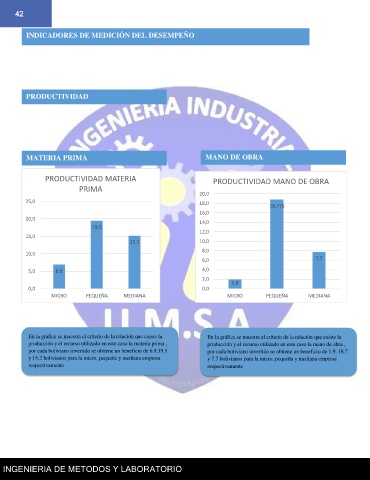 42
INDICADORES DE MEDICIÓN DEL DESEMPEÑO
PRODUCTIVIDAD
INGENIERIA INDUSTRIAL
U.M.S.A.
MATERIA PRIMA
PRODUCTIVIDAD MATERIA
PRIMA
25,0
20,0
15,0
10,0
5,0
0,0
6,9
19,5
15,2
MICRO PEQUEÑA MEDIANA
En la gráfica se muestra el criterio de la relación que existe la
producción y el recurso utilizado en este caso la materia prima ,
por cada boliviano invertido se obtiene un beneficio de 6.9,19.5
y 15.2 bolivianos para la micro, pequeña y mediana empresa
respectivamente
MANO DE OBRA
PRODUCTIVIDAD MANO DE OBRA
20,0
18,0
16,0
14,0
12,0
10,0
8,0
6,0
4,0
2,0
0,0
1,9
7,7
MICRO PEQUEÑA MEDIANA
En la gráfica se muestra el criterio de la relación que existe la
producción y el recurso utilizado en este caso la mano de obra ,
por cada boliviano invertido se obtiene un beneficio de 1.9, 18.7
y 7.7 bolivianos para la micro, pequeña y mediana empresa
respectivamente
INGENIERIA DE METODOS Y LABORATORIO